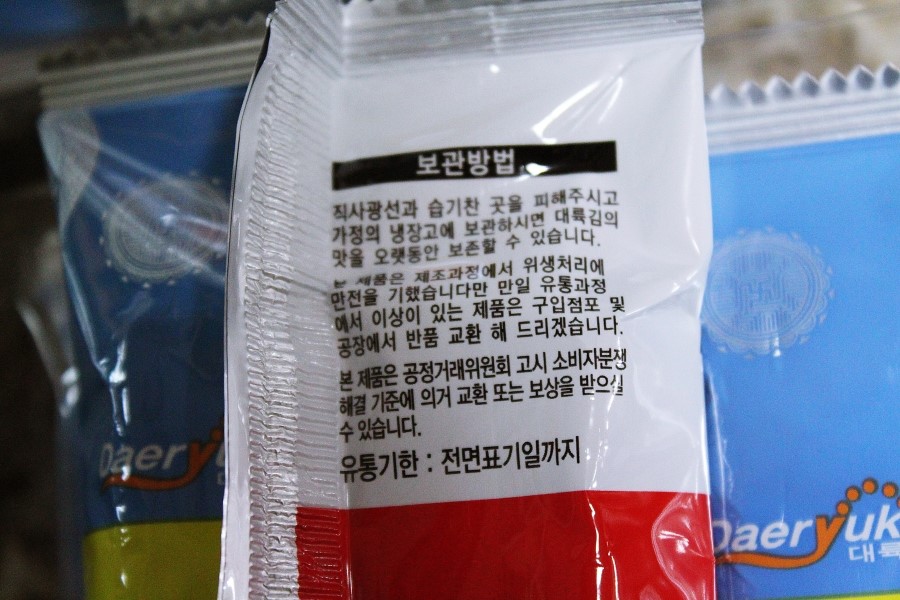 보관방법
직사광선과 습기찬 곳을 피해주시고
가정의 냉장고에 보관하시면 대륙김의
맛을 오랫동안 보존할 수 있습니다.
본 제품은 제조과정에서 위생처리에
만전을 기했습니다만 만일 유통과정
에서 이상이 있는 제품은 구입점포 및
공장에서 반품 교환 해 드리겠습니다.
본 제품은 공정거래위원회 고시 소비자분쟁
해결 기준에 의거 교환 또는 보상을 받으실
수 있습니다.
유통기한 : 전면표기일까지
Daeryu
Daeryuk
대륙